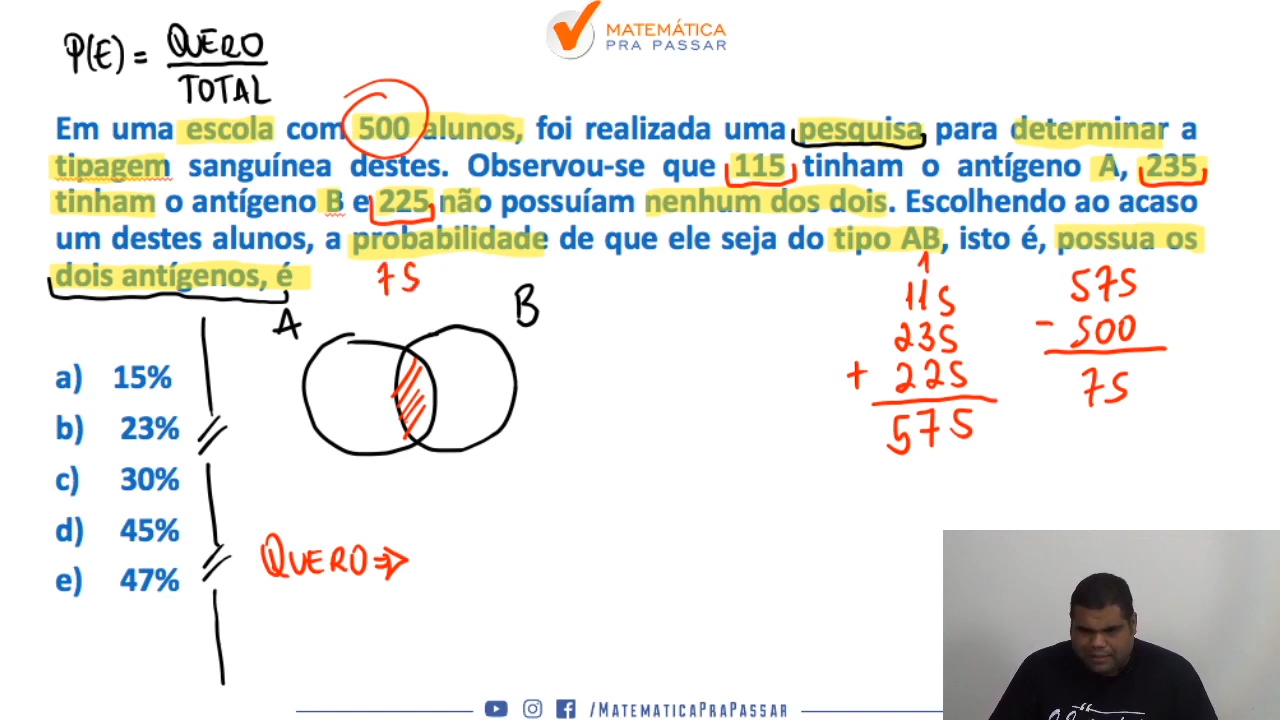 MATEMÁTICA
PRA PASSAR
P(E) = QUERO
TOTAL
Em uma escola com 500 alunos, foi realizada uma pesquisa para determinar a
tipagem sanguínea destes. Observou-se que 115 tinham o antígeno A, 235
tinham o antígeno B e 225 não possuíam nenhum dos dois. Escolhendo ao acaso
um destes alunos, a probabilidade de que ele seja do tipo AB, isto é, possua os
dois antígenos, é
75
A
B
a) 15%
b) 23%
c) 30%
d) 45%
e) 47%
QUERO ⇒
1
115
235
+ 225
575
575
- 500
75
/MATEMATICAPRAPASSAR